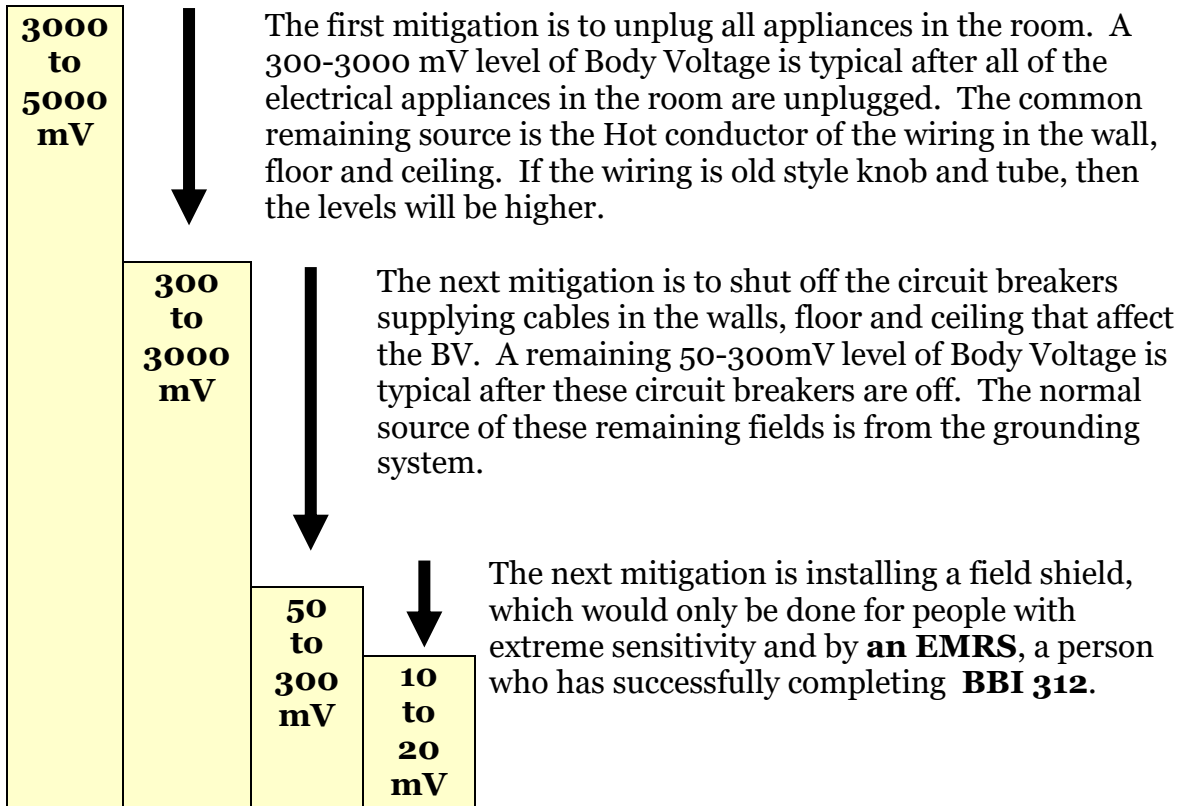 3000
to
5000
mV
The first mitigation is to unplug all appliances in the room. A
300-3000 mV level of Body Voltage is typical after all of the
electrical appliances in the room are unplugged. The common
remaining source is the Hot conductor of the wiring in the wall,
floor and ceiling. If the wiring is old style knob and tube, then
the levels will be higher.
300
to
3000
mV
The next mitigation is to shut off the circuit breakers
supplying cables in the walls, floor and ceiling that affect
the BV. A remaining 50-300mV level of Body Voltage is
typical after these circuit breakers are off. The normal
source of these remaining fields is from the grounding
system.
50
to
300
mV
The next mitigation is installing a field shield,
which would only be done for people with
extreme sensitivity and by an EMRS, a person
who has successfully completing BBI 312.
10
to
20
mV